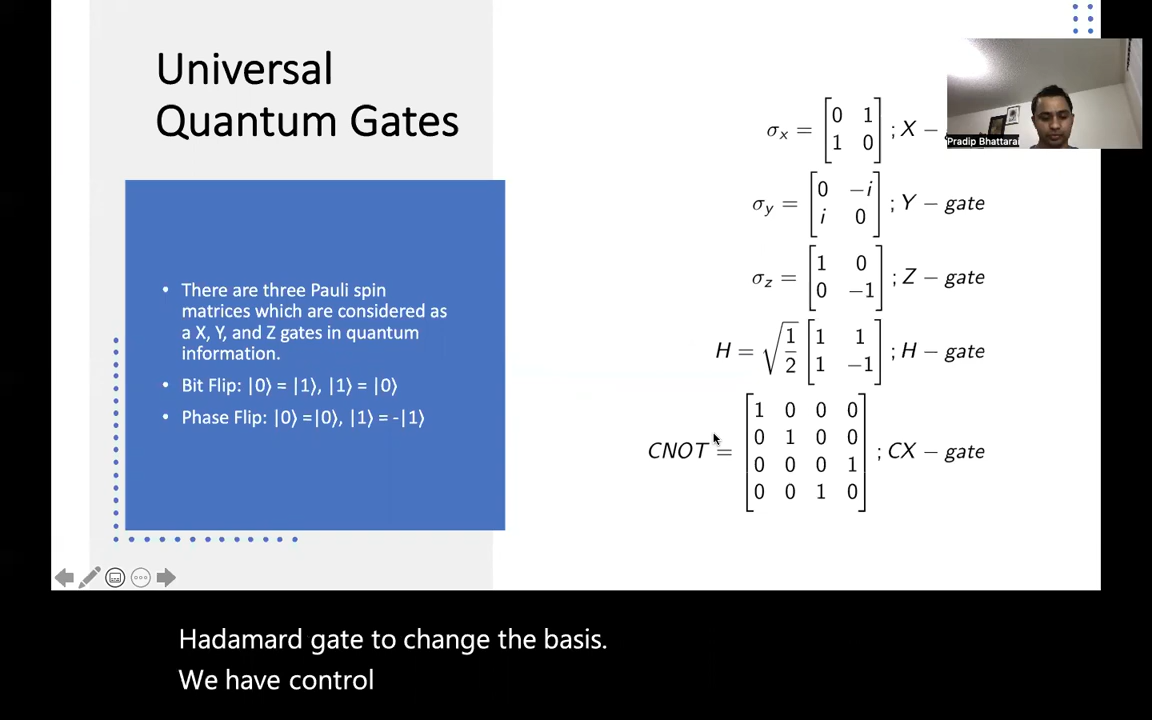 Universal
Quantum Gates
• There are three Pauli spin
matrices which are considered as
a X, Y, and Z gates in quantum
information.
• Bit Flip: |0⟩ = |1⟩, |1⟩ = |0⟩
• Phase Flip: |0⟩ =|0⟩, |1⟩ = -|1⟩
σx = [0 1
1 0] ; X −
σy = [0 −i
i 0] ; Y − gate
σz = [1 0
0 −1] ; Z − gate
H = √(1/2) [1 1
1 −1] ; H − gate
CNOT = [1 0 0 0
0 1 0 0
0 0 0 1
0 0 1 0] ; CX − gate
Pradip Bhattarai
Hadamard gate to change the basis.
We have control